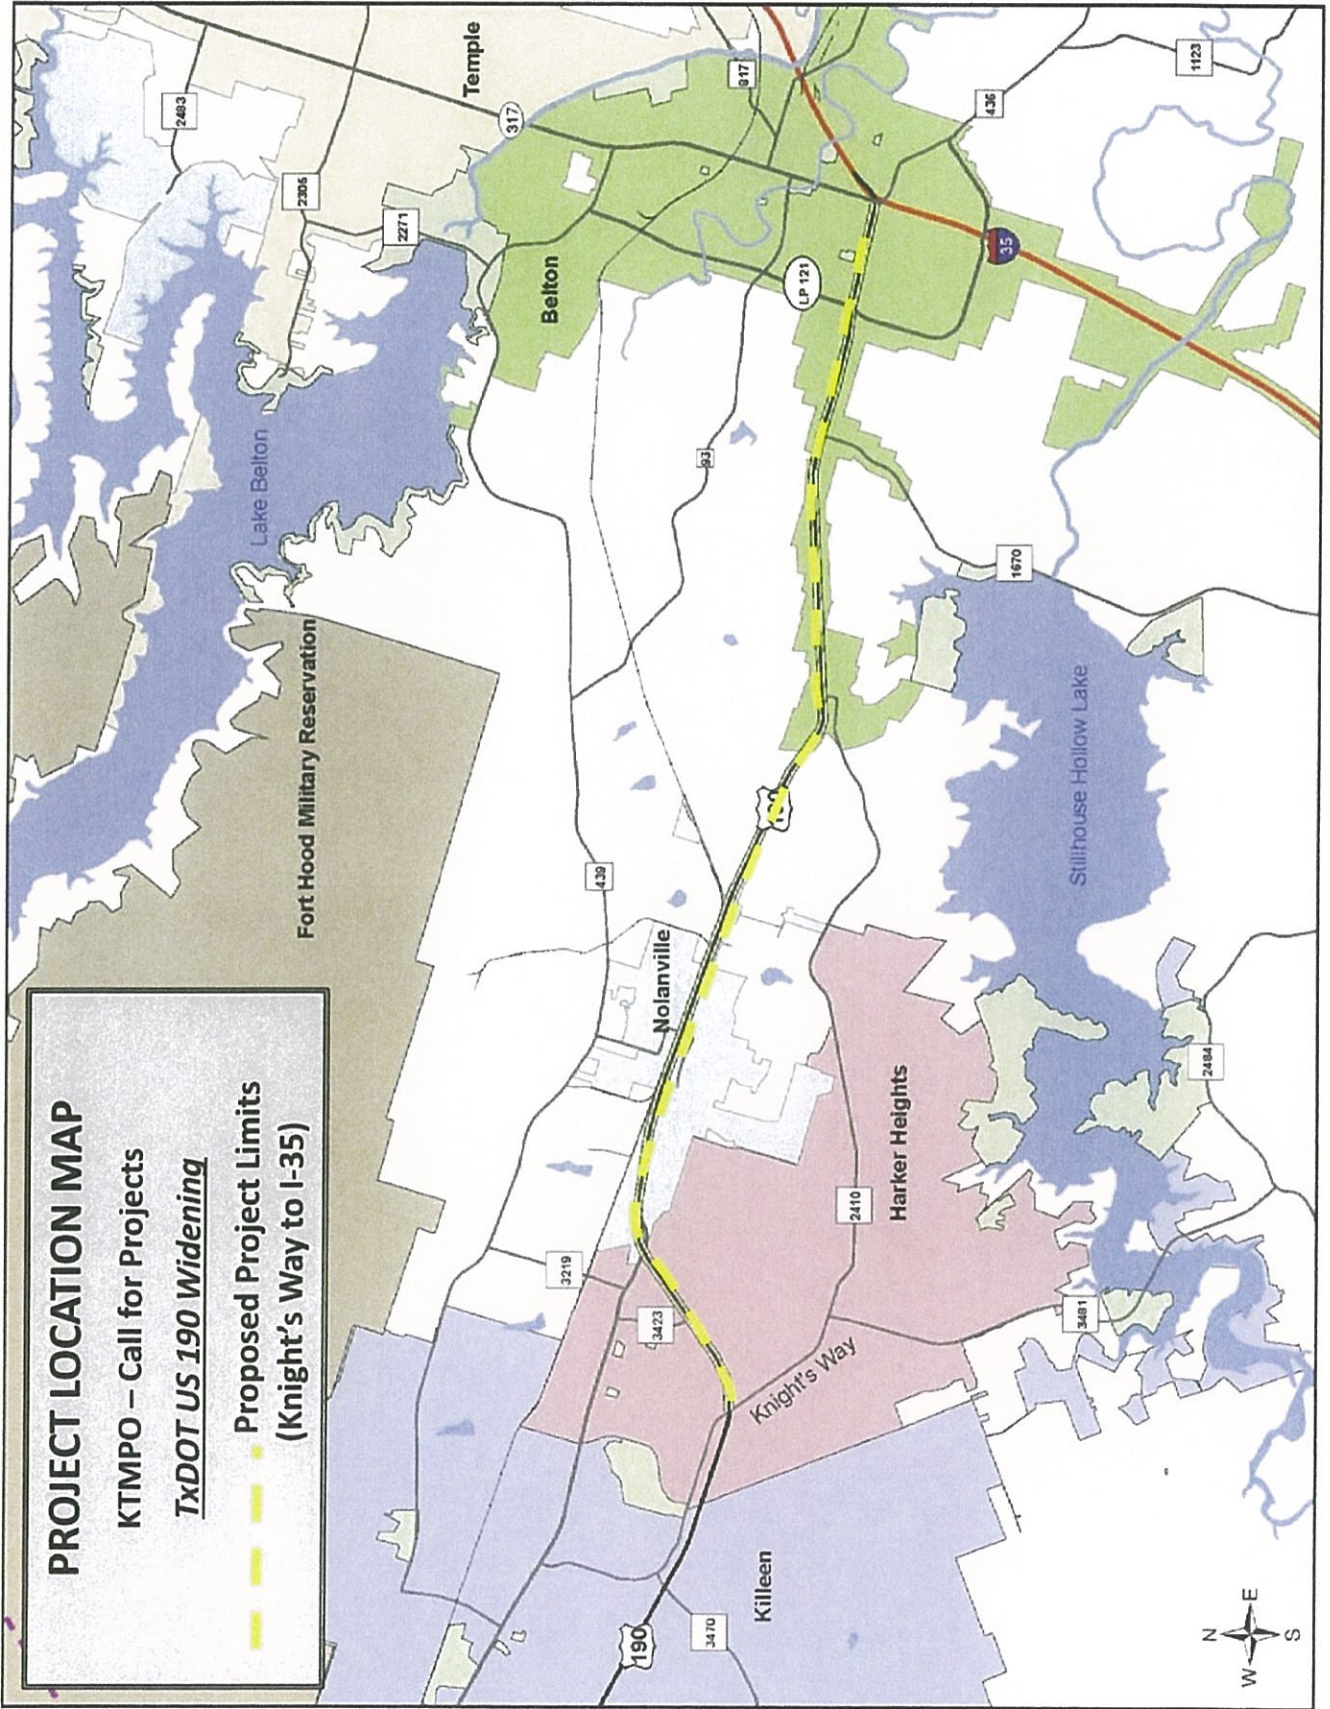 PROJECT LOCATION MAP
KTMPO – Call for Projects
TxDOT US 190 Widening
Proposed Project Limits
(Knight's Way to I-35)
Fort Hood Military Reservation
Lake Belton
2483
2305
2271
Temple
317
817
Belton
LP 121
93
439
436
1123
35
1670
Stillhouse Hollow Lake
Nolanville
3219
3423
Knight's Way
2410
Harker Heights
3481
2484
190
3470
Killeen
N
W
E
S